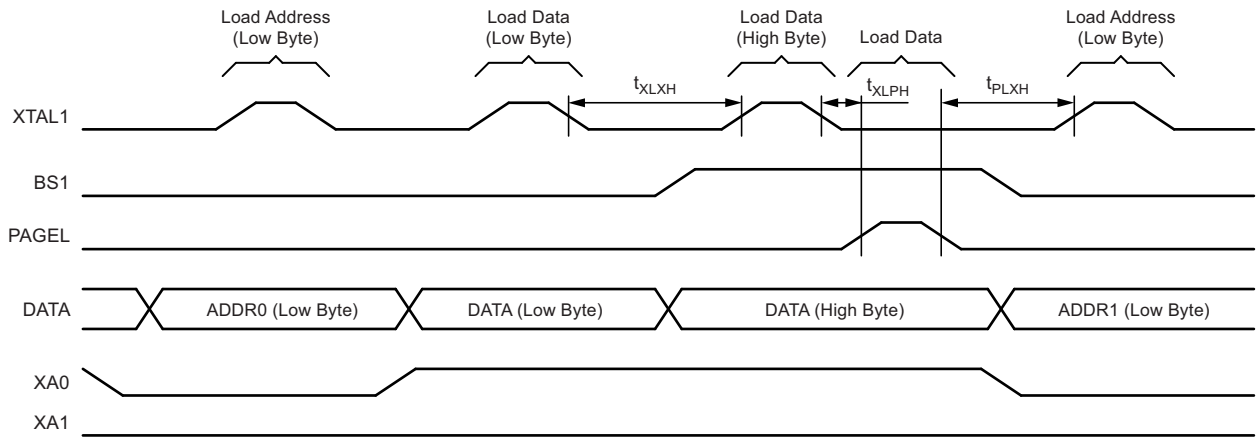 Load Address
(Low Byte)
Load Data
(Low Byte)
Load Data
(High Byte)
Load Data
Load Address
(Low Byte)
tXLXH
tXLPH
tPLXH
XTAL1
BS1
PAGEL
DATA
ADDR0 (Low Byte)
DATA (Low Byte)
DATA (High Byte)
ADDR1 (Low Byte)
XA0
XA1